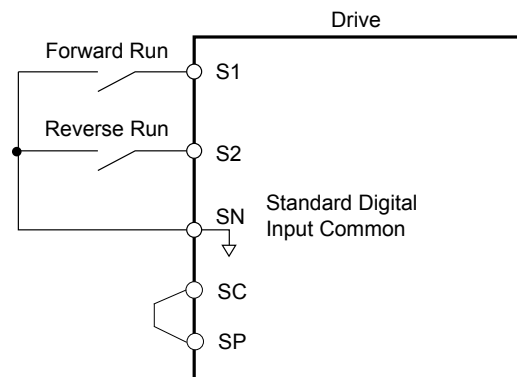 Drive
Forward Run
S1
Reverse Run
S2
SN
Standard Digital
Input Common
SC
SP